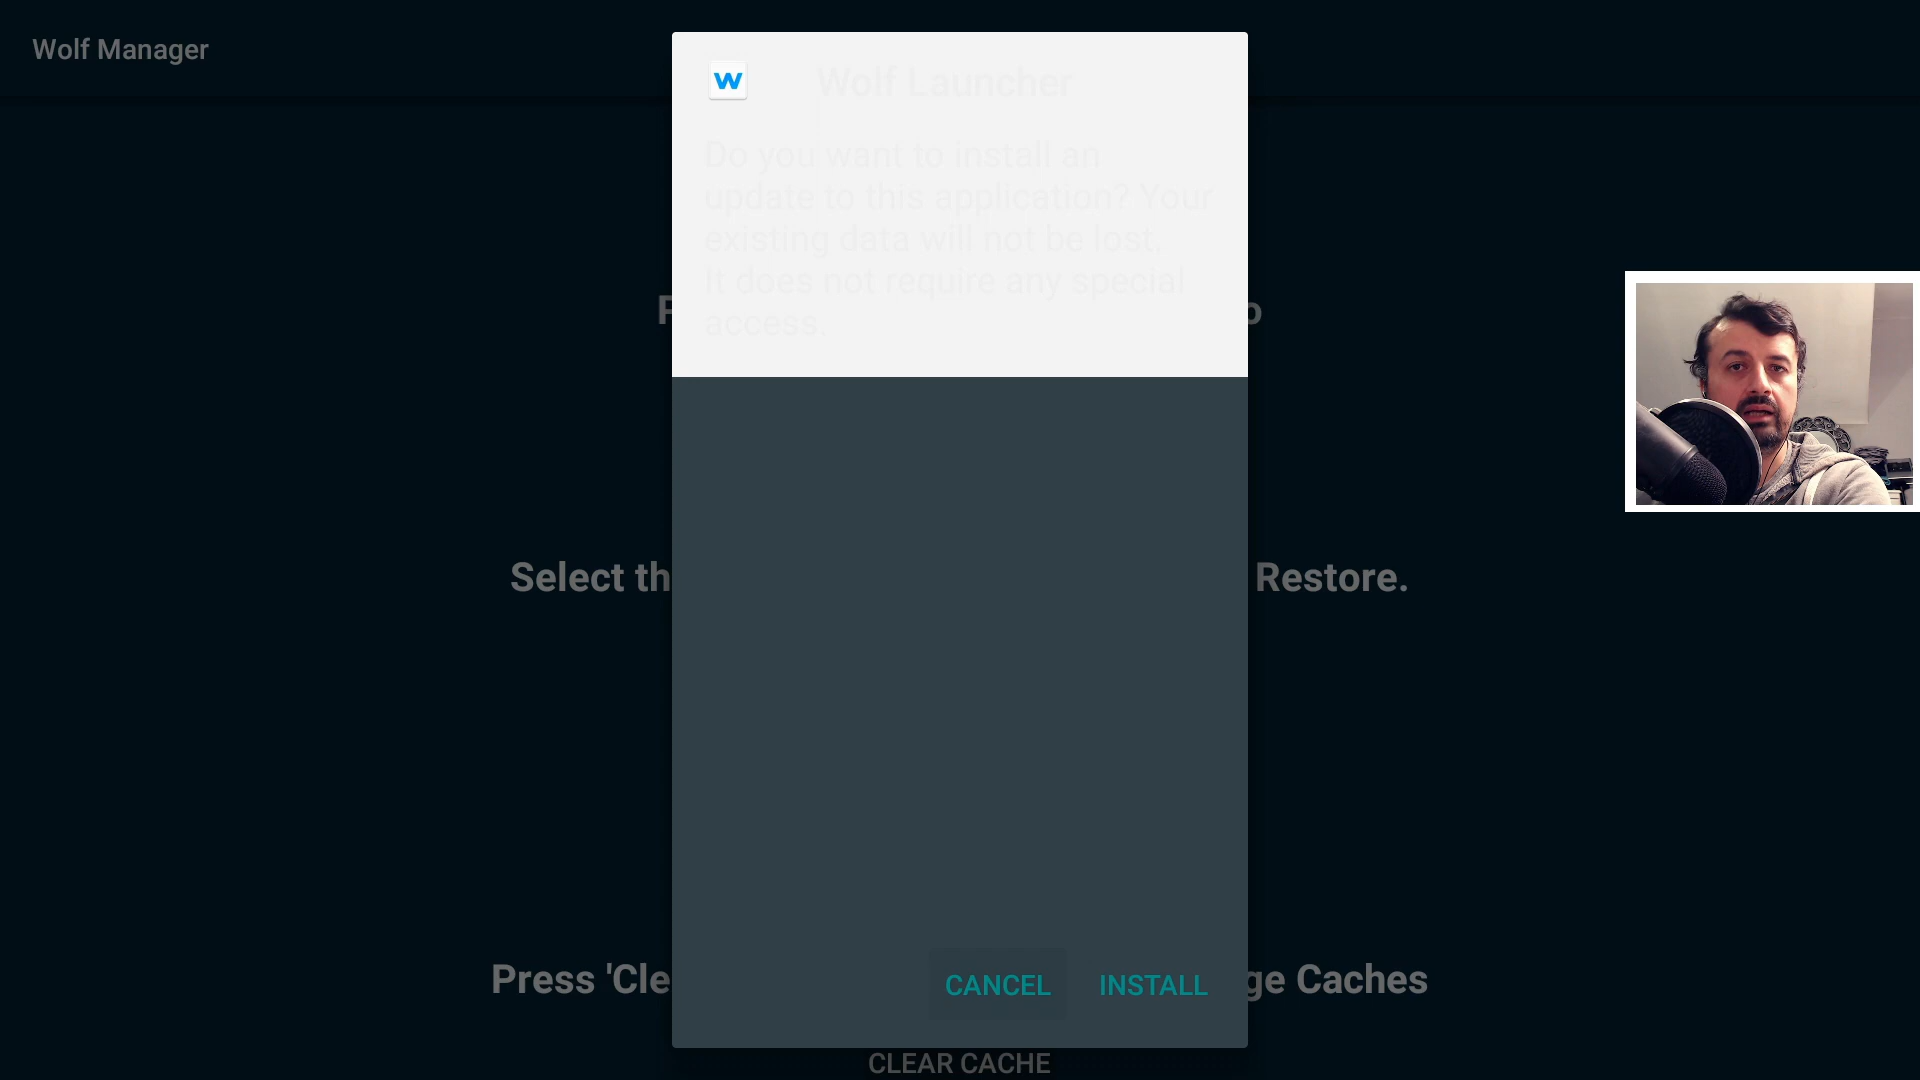 Wolf Manager
W
Wolf Launcher
Do you want to install an
update to this application? Your
existing data will not be lost.
It does not require any special
access.
Select th
Restore.
Press 'Cle
ge Caches
CANCEL
INSTALL
CLEAR CACHE